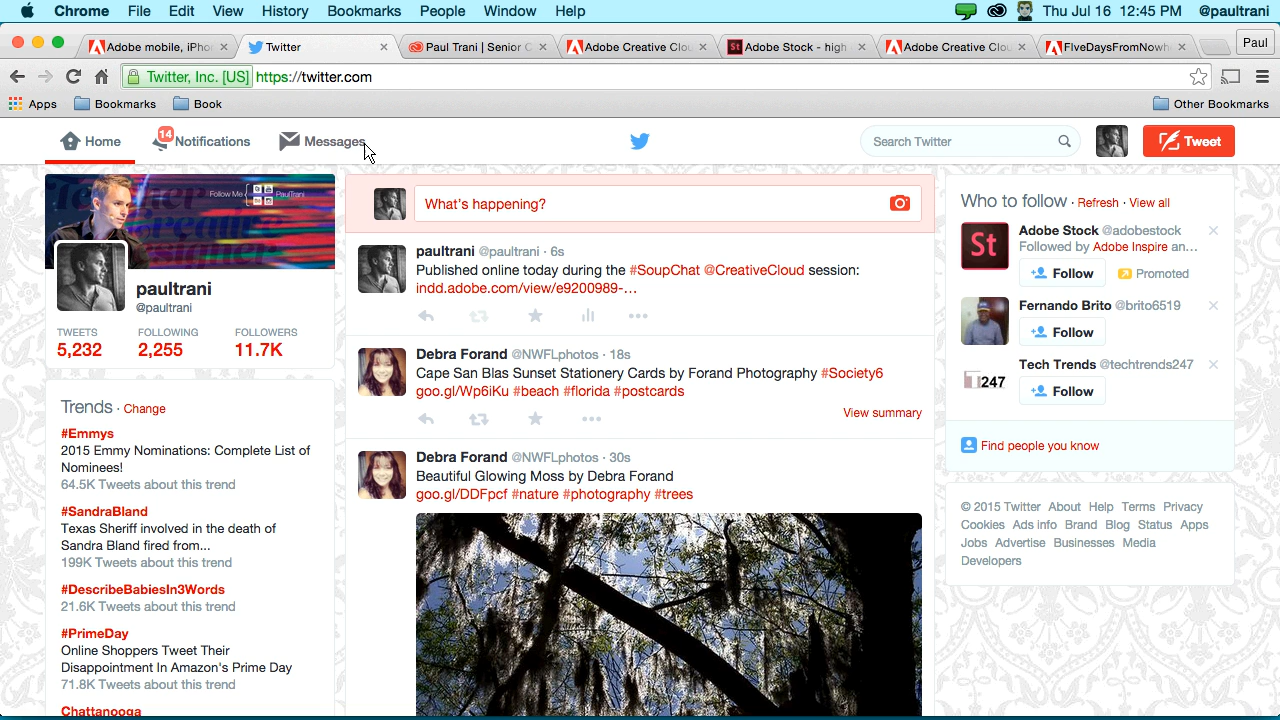 Chrome File Edit View History Bookmarks People Window Help Thu Jul 16 12:45 PM @paultrani
Adobe mobile, iPho Twitter Paul Trani | Senior C Adobe Creative Clou St Adobe Stock - high Adobe Creative Clou FIveDaysFromNowh Paul
Twitter, Inc. [US] https://twitter.com
Apps Bookmarks Book Other Bookmarks
Home 14 Notifications Messages Search Twitter Tweet
Follow Me PaulTrani
paultrani
@paultrani
TWEETS FOLLOWING FOLLOWERS
5,232 2,255 11.7K
Trends · Change
#Emmys
2015 Emmy Nominations: Complete List of
Nominees!
64.5K Tweets about this trend
#SandraBland
Texas Sheriff involved in the death of
Sandra Bland fired from...
199K Tweets about this trend
#DescribeBabiesIn3Words
21.6K Tweets about this trend
#PrimeDay
Online Shoppers Tweet Their
Disappointment In Amazon's Prime Day
71.8K Tweets about this trend
Chattanooga
What's happening?
paultrani @paultrani · 6s
Published online today during the #SoupChat @CreativeCloud session:
indd.adobe.com/view/e9200989-…
Debra Forand @NWFLphotos · 18s
Cape San Blas Sunset Stationery Cards by Forand Photography #Society6
goo.gl/Wp6iKu #beach #florida #postcards
View summary
Debra Forand @NWFLphotos · 30s
Beautiful Glowing Moss by Debra Forand
goo.gl/DDFpcf #nature #photography #trees
Who to follow · Refresh · View all
St
Adobe Stock @adobestock
Followed by Adobe Inspire an…
Follow Promoted
Fernando Brito @brito6519
Follow
247
Tech Trends @techtrends247
Follow
Find people you know
© 2015 Twitter About Help Terms Privacy
Cookies Ads info Brand Blog Status Apps
Jobs Advertise Businesses Media
Developers